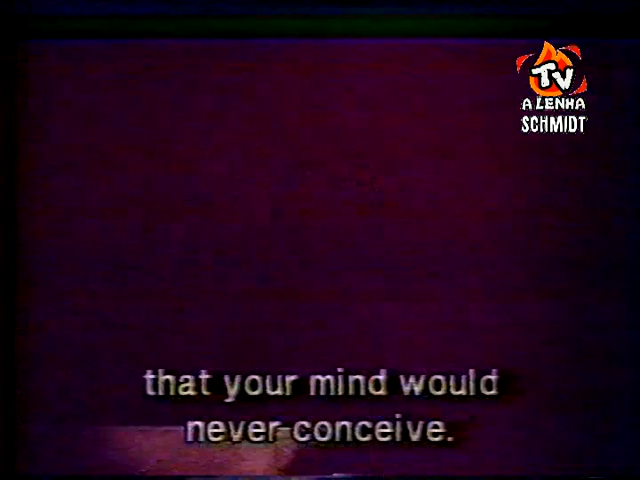 TV
A LENHA
SCHMIDT
that your mind would
never conceive.